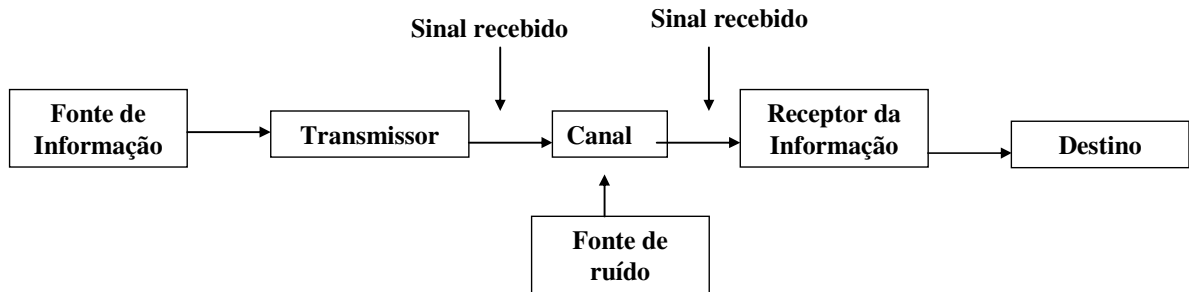 Sinal recebido
Sinal recebido
Fonte de
Informação
Transmissor
Canal
Receptor da
Informação
Destino
Fonte de
ruído